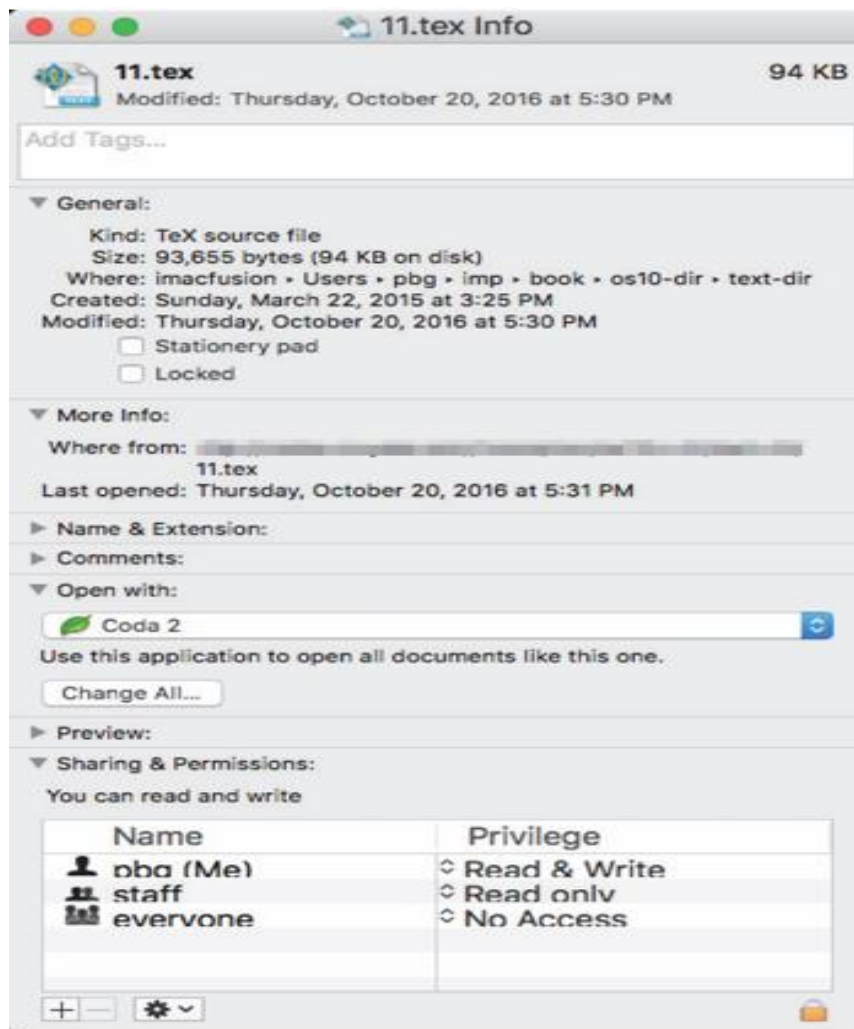 11.tex Info
11.tex
94 KB
Modified: Thursday, October 20, 2016 at 5:30 PM
Add Tags...
General:
Kind: TeX source file
Size: 93,655 bytes (94 KB on disk)
Where: imacfusion ▸ Users ▸ pbg ▸ imp ▸ book ▸ os10-dir ▸ text-dir
Created: Sunday, March 22, 2015 at 3:25 PM
Modified: Thursday, October 20, 2016 at 5:30 PM
Stationery pad
Locked
More Info:
Where from:
11.tex
Last opened: Thursday, October 20, 2016 at 5:31 PM
Name & Extension:
Comments:
Open with:
Coda 2
Use this application to open all documents like this one.
Change All...
Preview:
Sharing & Permissions:
You can read and write
Name Privilege
pbg (Me) Read & Write
staff Read only
everyone No Access